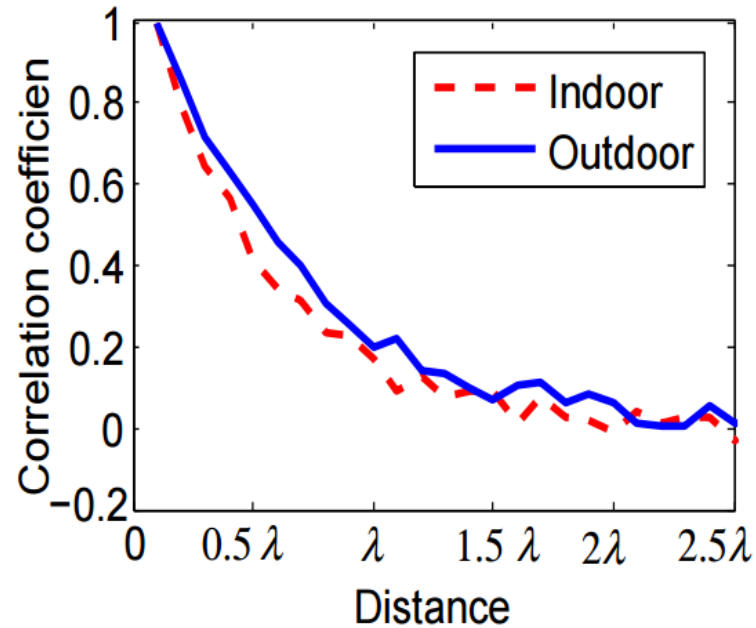 Correlation coefficien
1
0.8
0.6
0.4
0.2
0
−0.2
Indoor
Outdoor
0 0.5 λ λ 1.5 λ 2λ 2.5 λ
Distance